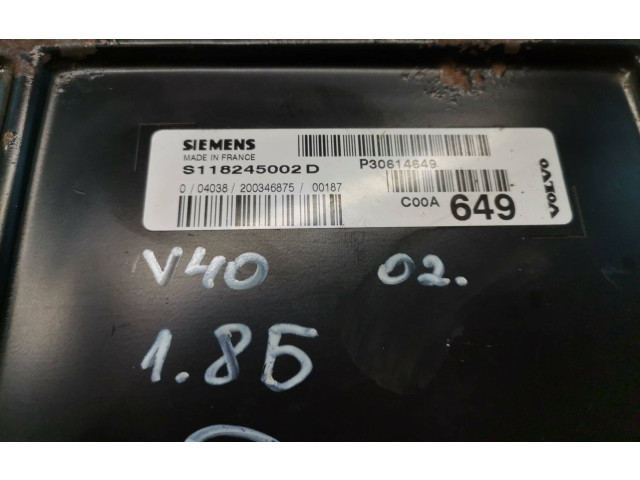 SIEMENS
MADE IN FRANCE
S118245002 D
P30614649
0 / 04038 / 200346875 / 00187
C00A 649
VOLVO
V40 02.
1.8Б